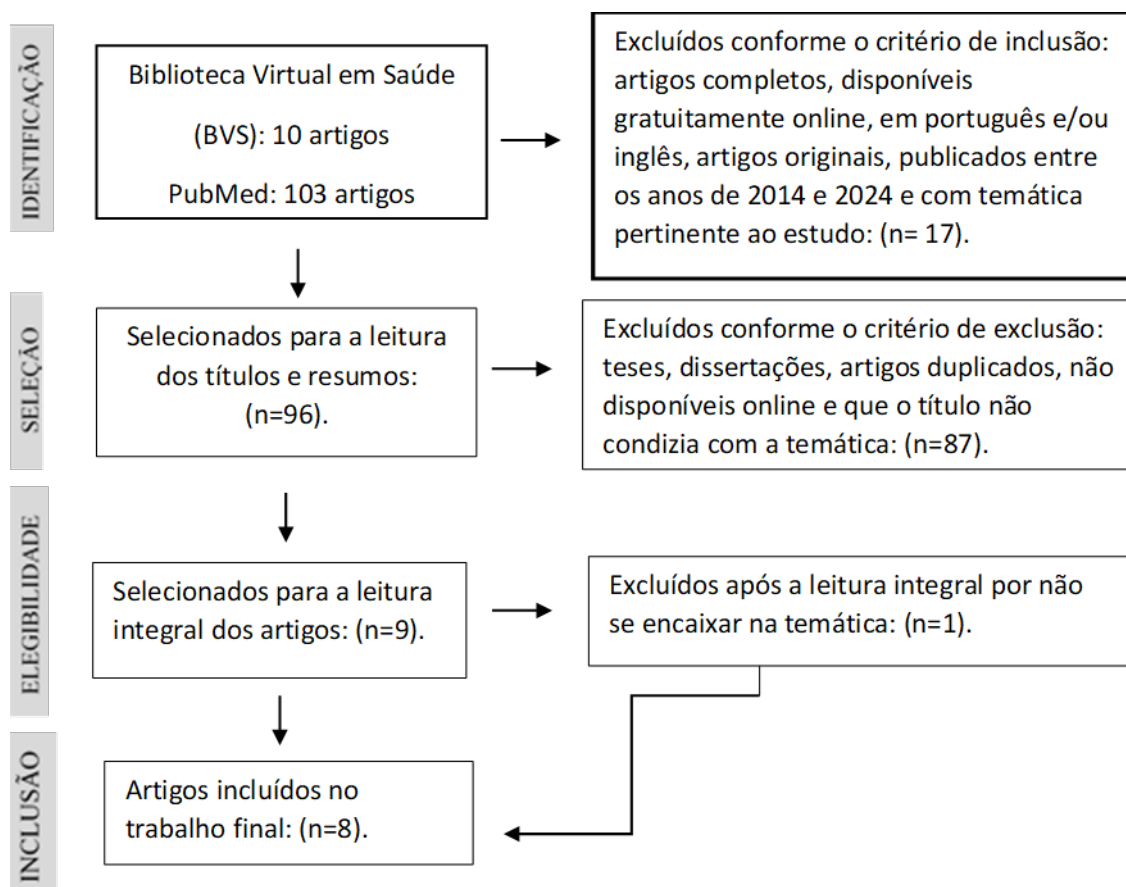 IDENTIFICAÇÃO
Biblioteca Virtual em Saúde
(BVS): 10 artigos
PubMed: 103 artigos
Excluídos conforme o critério de inclusão:
artigos completos, disponíveis
gratuitamente online, em português e/ou
inglês, artigos originais, publicados entre
os anos de 2014 e 2024 e com temática
pertinente ao estudo: (n= 17).
SELEÇÃO
Selecionados para a leitura
dos títulos e resumos:
(n=96).
Excluídos conforme o critério de exclusão:
teses, dissertações, artigos duplicados, não
disponíveis online e que o título não
condizia com a temática: (n=87).
ELEGIBILIDADE
Selecionados para a leitura
integral dos artigos: (n=9).
Excluídos após a leitura integral por não
se encaixar na temática: (n=1).
INCLUSÃO
Artigos incluídos no
trabalho final: (n=8).